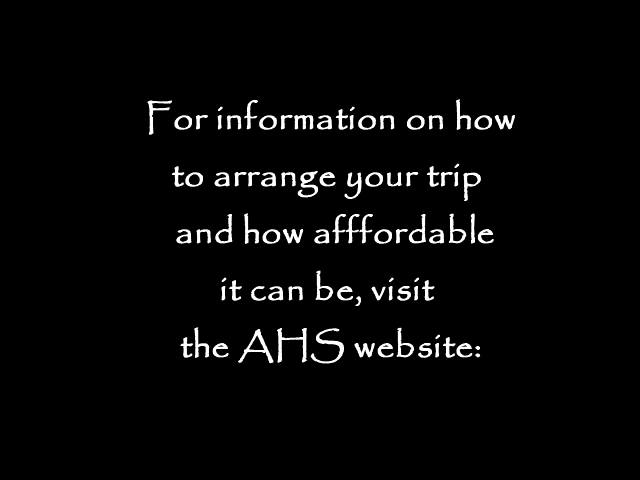 For information on how
to arrange your trip
and how afffordable
it can be, visit
the AHS website: